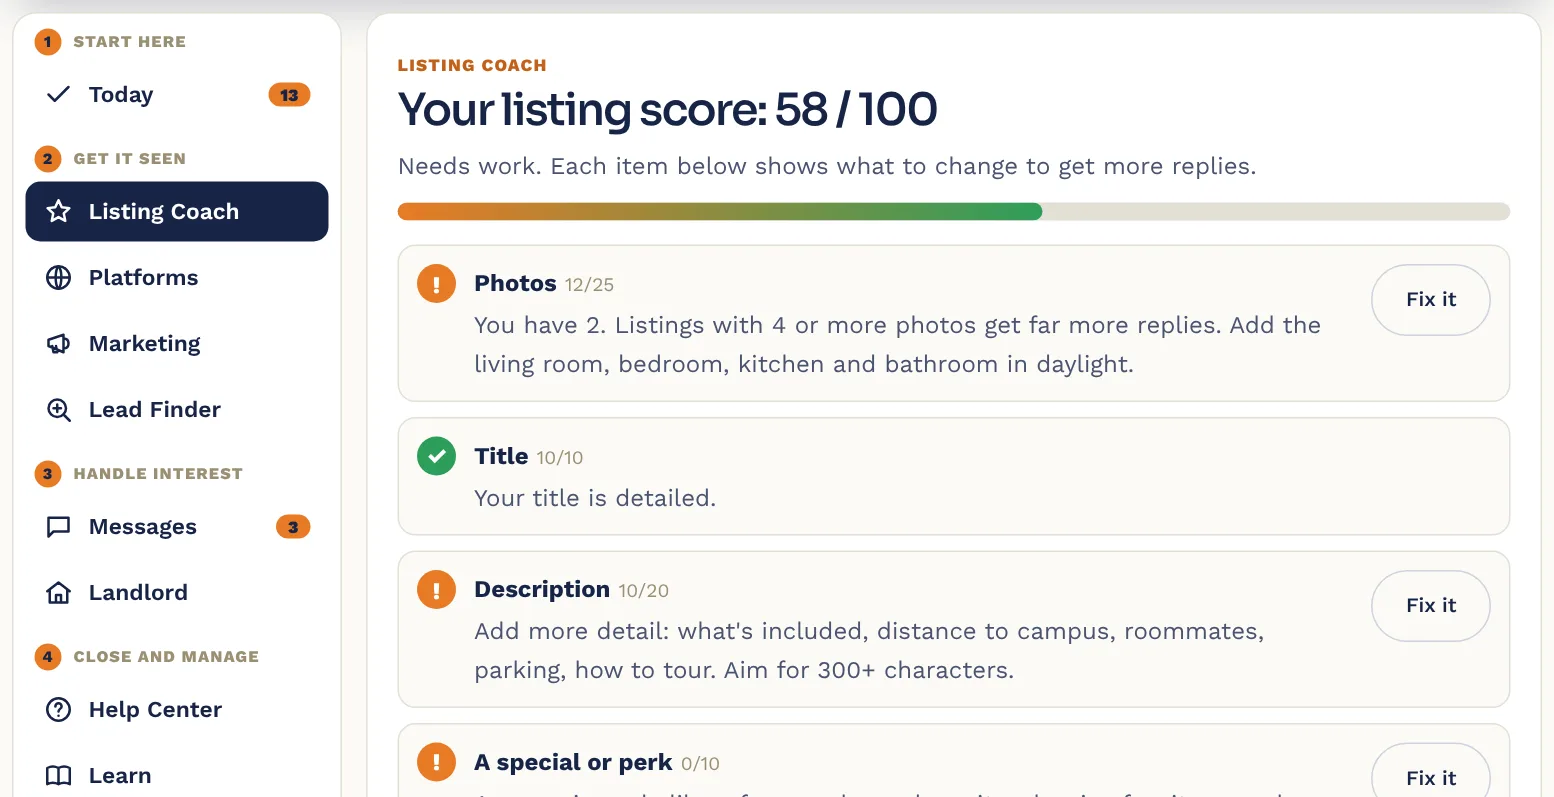 1 START HERE
Today 13
2 GET IT SEEN
Listing Coach
Platforms
Marketing
Lead Finder
3 HANDLE INTEREST
Messages 3
Landlord
4 CLOSE AND MANAGE
Help Center
Learn
LISTING COACH
Your listing score: 58 / 100
Needs work. Each item below shows what to change to get more replies.
Photos 12/25
You have 2. Listings with 4 or more photos get far more replies. Add the
living room, bedroom, kitchen and bathroom in daylight.
Fix it
Title 10/10
Your title is detailed.
Description 10/20
Add more detail: what's included, distance to campus, roommates,
parking, how to tour. Aim for 300+ characters.
Fix it
A special or perk 0/10
Fix it